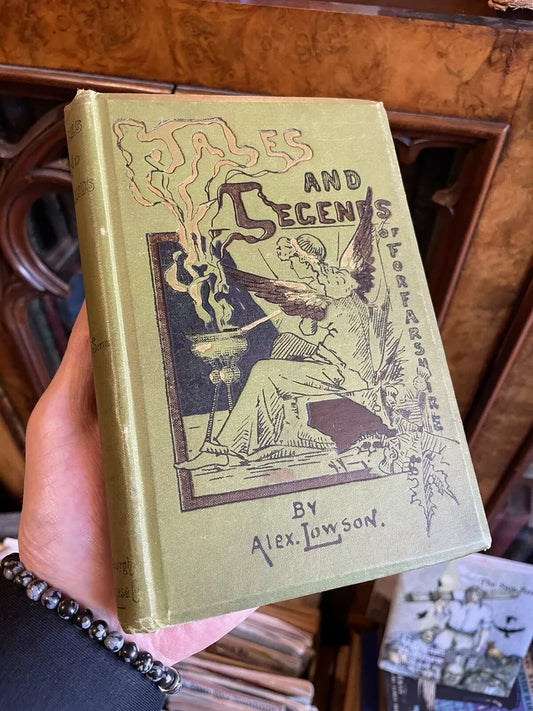 TALES
AND
LEGENDS
OF FORFARSHIRE
BY
ALEX. LOWSON.